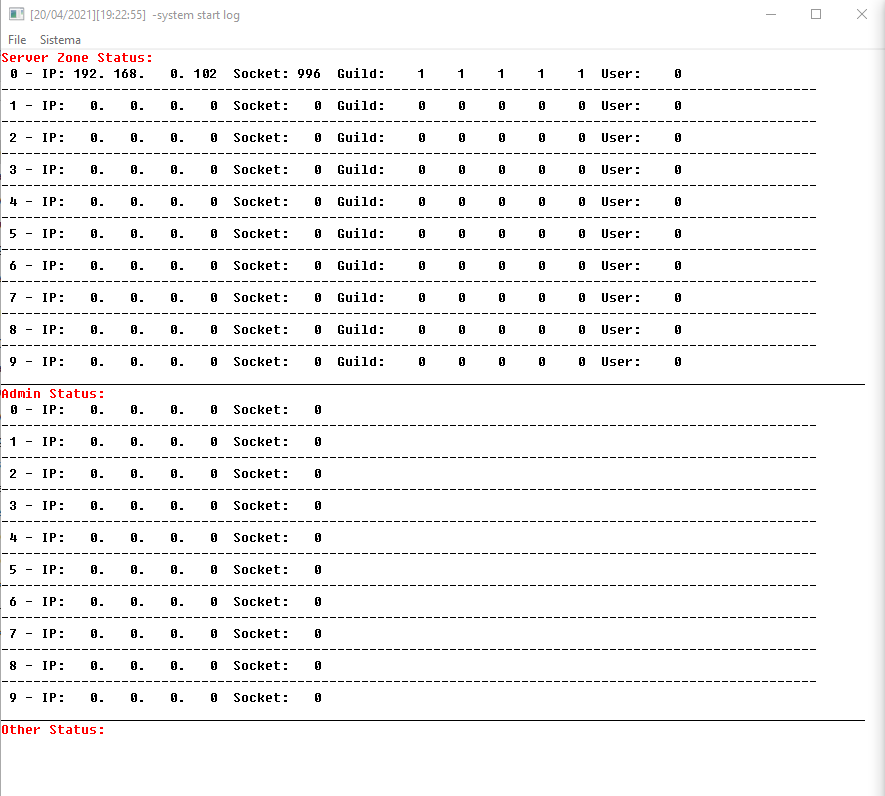 [20/04/2021][19:22:55] -system start log
File Sistema
Server Zone Status:
0 - IP: 192. 168. 0. 102 Socket: 996 Guild: 1 1 1 1 1 User: 0
1 - IP: 0. 0. 0. 0 Socket: 0 Guild: 0 0 0 0 0 User: 0
2 - IP: 0. 0. 0. 0 Socket: 0 Guild: 0 0 0 0 0 User: 0
3 - IP: 0. 0. 0. 0 Socket: 0 Guild: 0 0 0 0 0 User: 0
4 - IP: 0. 0. 0. 0 Socket: 0 Guild: 0 0 0 0 0 User: 0
5 - IP: 0. 0. 0. 0 Socket: 0 Guild: 0 0 0 0 0 User: 0
6 - IP: 0. 0. 0. 0 Socket: 0 Guild: 0 0 0 0 0 User: 0
7 - IP: 0. 0. 0. 0 Socket: 0 Guild: 0 0 0 0 0 User: 0
8 - IP: 0. 0. 0. 0 Socket: 0 Guild: 0 0 0 0 0 User: 0
9 - IP: 0. 0. 0. 0 Socket: 0 Guild: 0 0 0 0 0 User: 0
Admin Status:
0 - IP: 0. 0. 0. 0 Socket: 0
1 - IP: 0. 0. 0. 0 Socket: 0
2 - IP: 0. 0. 0. 0 Socket: 0
3 - IP: 0. 0. 0. 0 Socket: 0
4 - IP: 0. 0. 0. 0 Socket: 0
5 - IP: 0. 0. 0. 0 Socket: 0
6 - IP: 0. 0. 0. 0 Socket: 0
7 - IP: 0. 0. 0. 0 Socket: 0
8 - IP: 0. 0. 0. 0 Socket: 0
9 - IP: 0. 0. 0. 0 Socket: 0
Other Status: